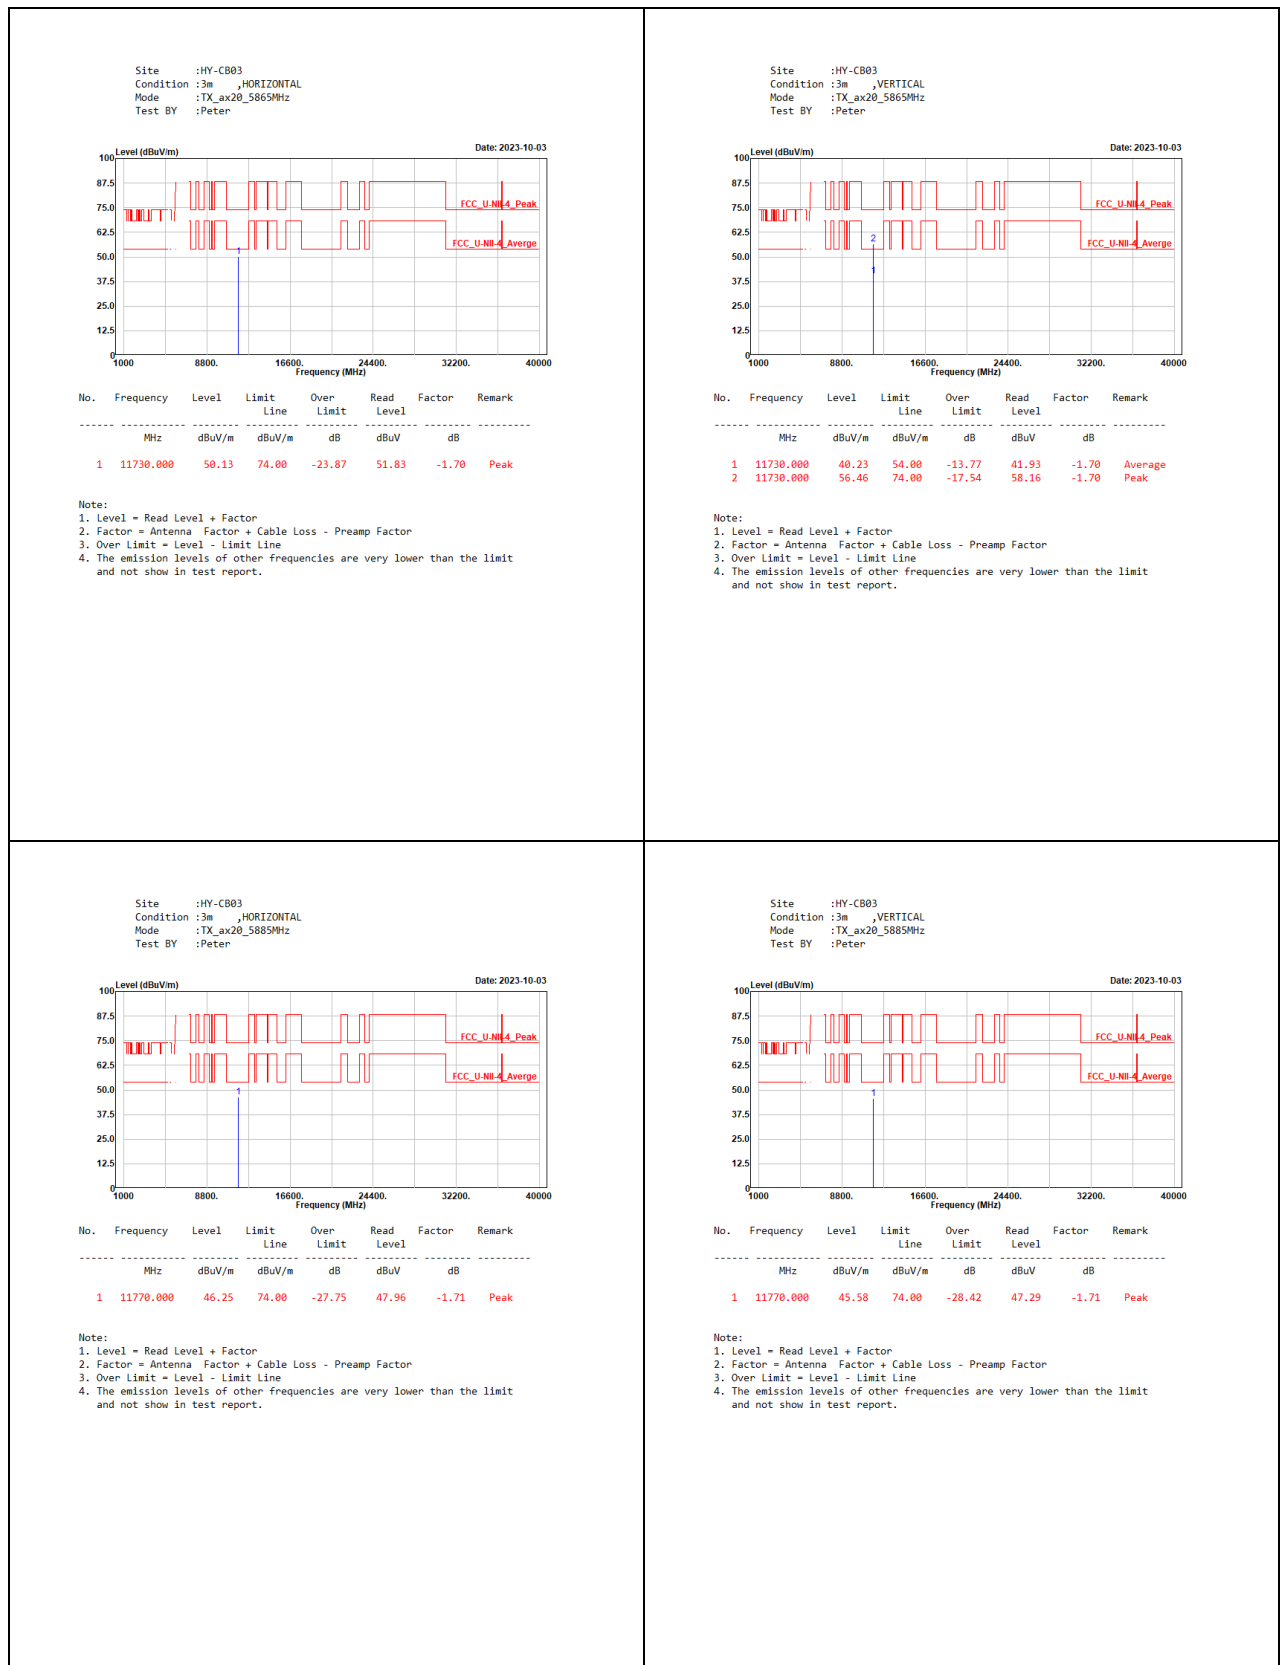 Site :HY-CB03
Condition :3m ,HORIZONTAL
Mode :TX_ax20_5865MHz
Test BY :Peter
Level (dBuV/m) Date: 2023-10-03
100
87.5
75.0
62.5
50.0
37.5
25.0
12.5
0
FCC_U-NII-4_Peak
FCC_U-NII-4_Averge
1
1000 8800. 16600. 24400. 32200. 40000
Frequency (MHz)
No. Frequency Level Limit Over Read Factor Remark
Line Limit Level
------ ----------- -------- --------- --------- --------- -------- ---------
MHz dBuV/m dBuV/m dB dBuV dB
1 11730.000 50.13 74.00 -23.87 51.83 -1.70 Peak
Note:
1. Level = Read Level + Factor
2. Factor = Antenna Factor + Cable Loss - Preamp Factor
3. Over Limit = Level - Limit Line
4. The emission levels of other frequencies are very lower than the limit
and not show in test report.
Site :HY-CB03
Condition :3m ,VERTICAL
Mode :TX_ax20_5865MHz
Test BY :Peter
Level (dBuV/m) Date: 2023-10-03
100
87.5
75.0
62.5
50.0
37.5
25.0
12.5
0
FCC_U-NII-4_Peak
FCC_U-NII-4_Averge
2
1
1000 8800. 16600. 24400. 32200. 40000
Frequency (MHz)
No. Frequency Level Limit Over Read Factor Remark
Line Limit Level
------ ----------- -------- --------- --------- --------- -------- ---------
MHz dBuV/m dBuV/m dB dBuV dB
1 11730.000 40.23 54.00 -13.77 41.93 -1.70 Average
2 11730.000 56.46 74.00 -17.54 58.16 -1.70 Peak
Note:
1. Level = Read Level + Factor
2. Factor = Antenna Factor + Cable Loss - Preamp Factor
3. Over Limit = Level - Limit Line
4. The emission levels of other frequencies are very lower than the limit
and not show in test report.
Site :HY-CB03
Condition :3m ,HORIZONTAL
Mode :TX_ax20_5885MHz
Test BY :Peter
Level (dBuV/m) Date: 2023-10-03
100
87.5
75.0
62.5
50.0
37.5
25.0
12.5
0
FCC_U-NII-4_Peak
FCC_U-NII-4_Averge
1
1000 8800. 16600. 24400. 32200. 40000
Frequency (MHz)
No. Frequency Level Limit Over Read Factor Remark
Line Limit Level
------ ----------- -------- --------- --------- --------- -------- ---------
MHz dBuV/m dBuV/m dB dBuV dB
1 11770.000 46.25 74.00 -27.75 47.96 -1.71 Peak
Note:
1. Level = Read Level + Factor
2. Factor = Antenna Factor + Cable Loss - Preamp Factor
3. Over Limit = Level - Limit Line
4. The emission levels of other frequencies are very lower than the limit
and not show in test report.
Site :HY-CB03
Condition :3m ,VERTICAL
Mode :TX_ax20_5885MHz
Test BY :Peter
Level (dBuV/m) Date: 2023-10-03
100
87.5
75.0
62.5
50.0
37.5
25.0
12.5
0
FCC_U-NII-4_Peak
FCC_U-NII-4_Averge
1
1000 8800. 16600. 24400. 32200. 40000
Frequency (MHz)
No. Frequency Level Limit Over Read Factor Remark
Line Limit Level
------ ----------- -------- --------- --------- --------- -------- ---------
MHz dBuV/m dBuV/m dB dBuV dB
1 11770.000 45.58 74.00 -28.42 47.29 -1.71 Peak
Note:
1. Level = Read Level + Factor
2. Factor = Antenna Factor + Cable Loss - Preamp Factor
3. Over Limit = Level - Limit Line
4. The emission levels of other frequencies are very lower than the limit
and not show in test report.